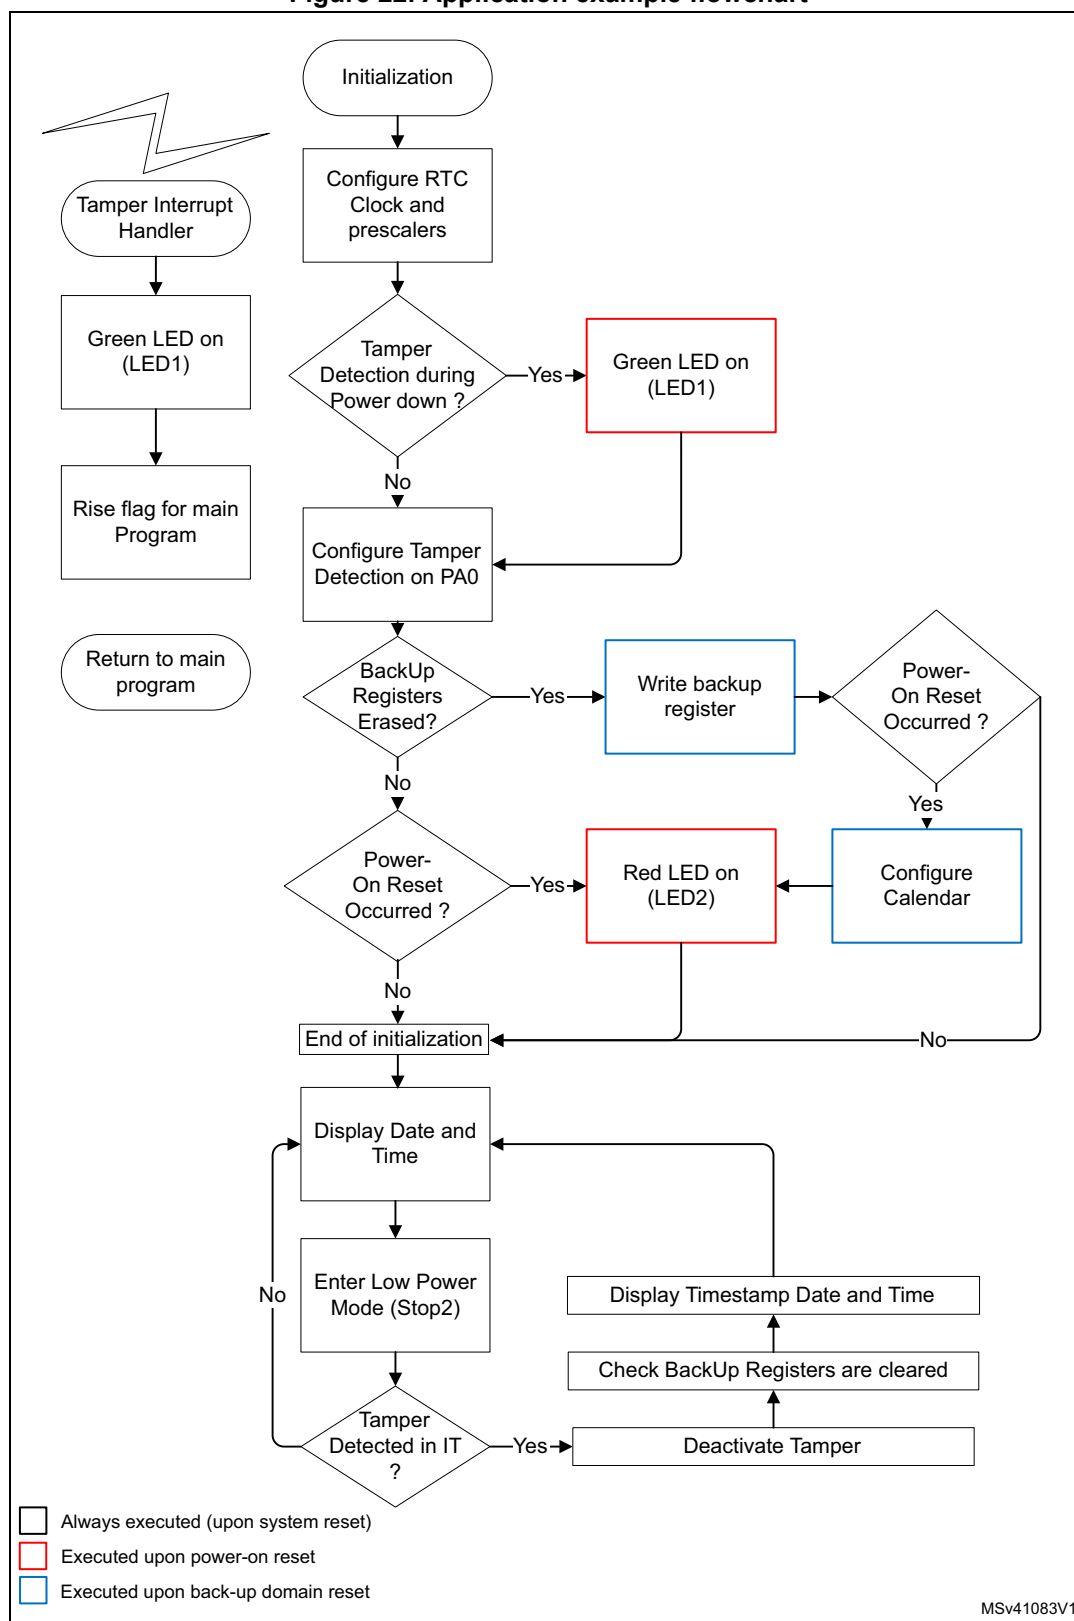 Figure 22. Application example flowchart
Initialization
Configure RTC
Clock and
prescalers
Tamper Interrupt
Handler
Green LED on
(LED1)
Tamper
Detection during
Power down ?
Yes
Green LED on
(LED1)
No
Rise flag for main
Program
Configure Tamper
Detection on PA0
Return to main
program
BackUp
Registers
Erased?
Yes
Write backup
register
Power-
On Reset
Occurred ?
No
Yes
Power-
On Reset
Occurred ?
Yes
Red LED on
(LED2)
Configure
Calendar
No
End of initialization
No
Display Date and
Time
No
Enter Low Power
Mode (Stop2)
Display Timestamp Date and Time
Check BackUp Registers are cleared
Tamper
Detected in IT
?
Yes
Deactivate Tamper
Always executed (upon system reset)
Executed upon power-on reset
Executed upon back-up domain reset
MSv41083V1